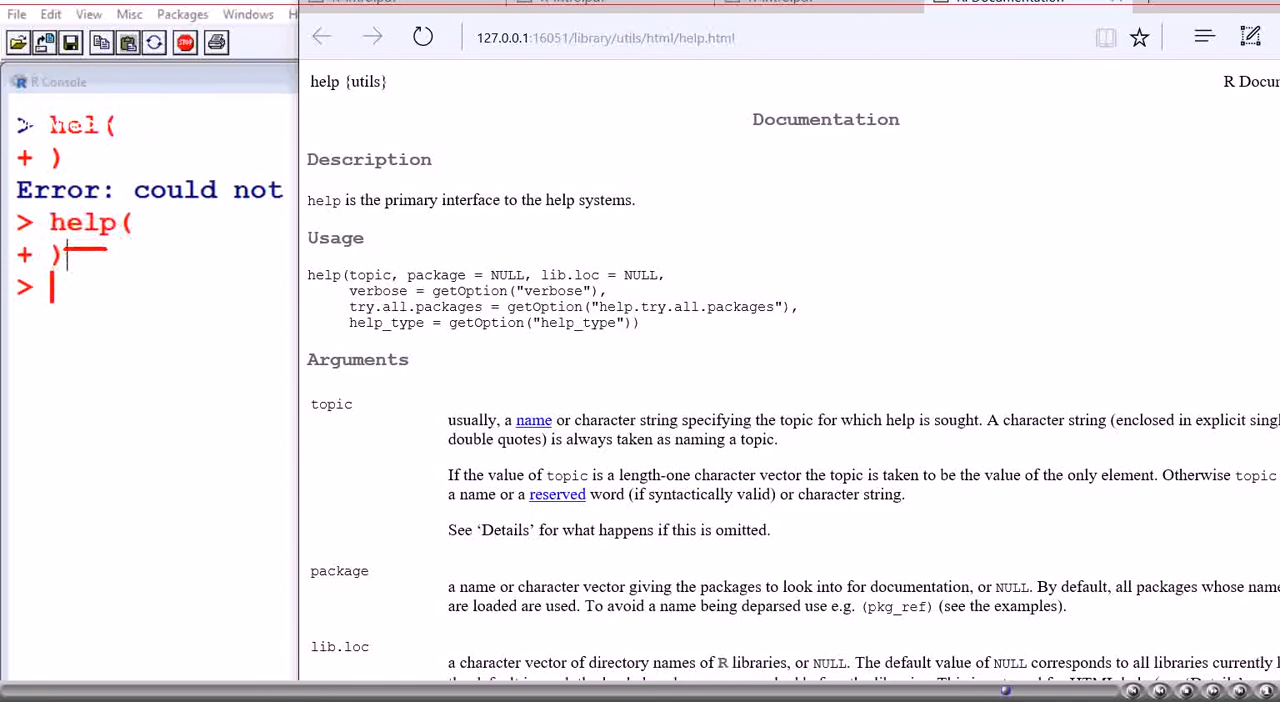 File Edit View Misc Packages Windows
127.0.0.1:16051/library/utils/html/help.html
R Console
> hel(
+ )
Error: could not
> help(
+ )
>
help {utils}
R Docu
Documentation
Description
help is the primary interface to the help systems.
Usage
help(topic, package = NULL, lib.loc = NULL,
verbose = getOption("verbose"),
try.all.packages = getOption("help.try.all.packages"),
help_type = getOption("help_type"))
Arguments
topic
usually, a name or character string specifying the topic for which help is sought. A character string (enclosed in explicit sing
double quotes) is always taken as naming a topic.
If the value of topic is a length-one character vector the topic is taken to be the value of the only element. Otherwise topic
a name or a reserved word (if syntactically valid) or character string.
See ‘Details’ for what happens if this is omitted.
package
a name or character vector giving the packages to look into for documentation, or NULL. By default, all packages whose name
are loaded are used. To avoid a name being deparsed use e.g. (pkg_ref) (see the examples).
lib.loc
a character vector of directory names of R libraries, or NULL. The default value of NULL corresponds to all libraries currently